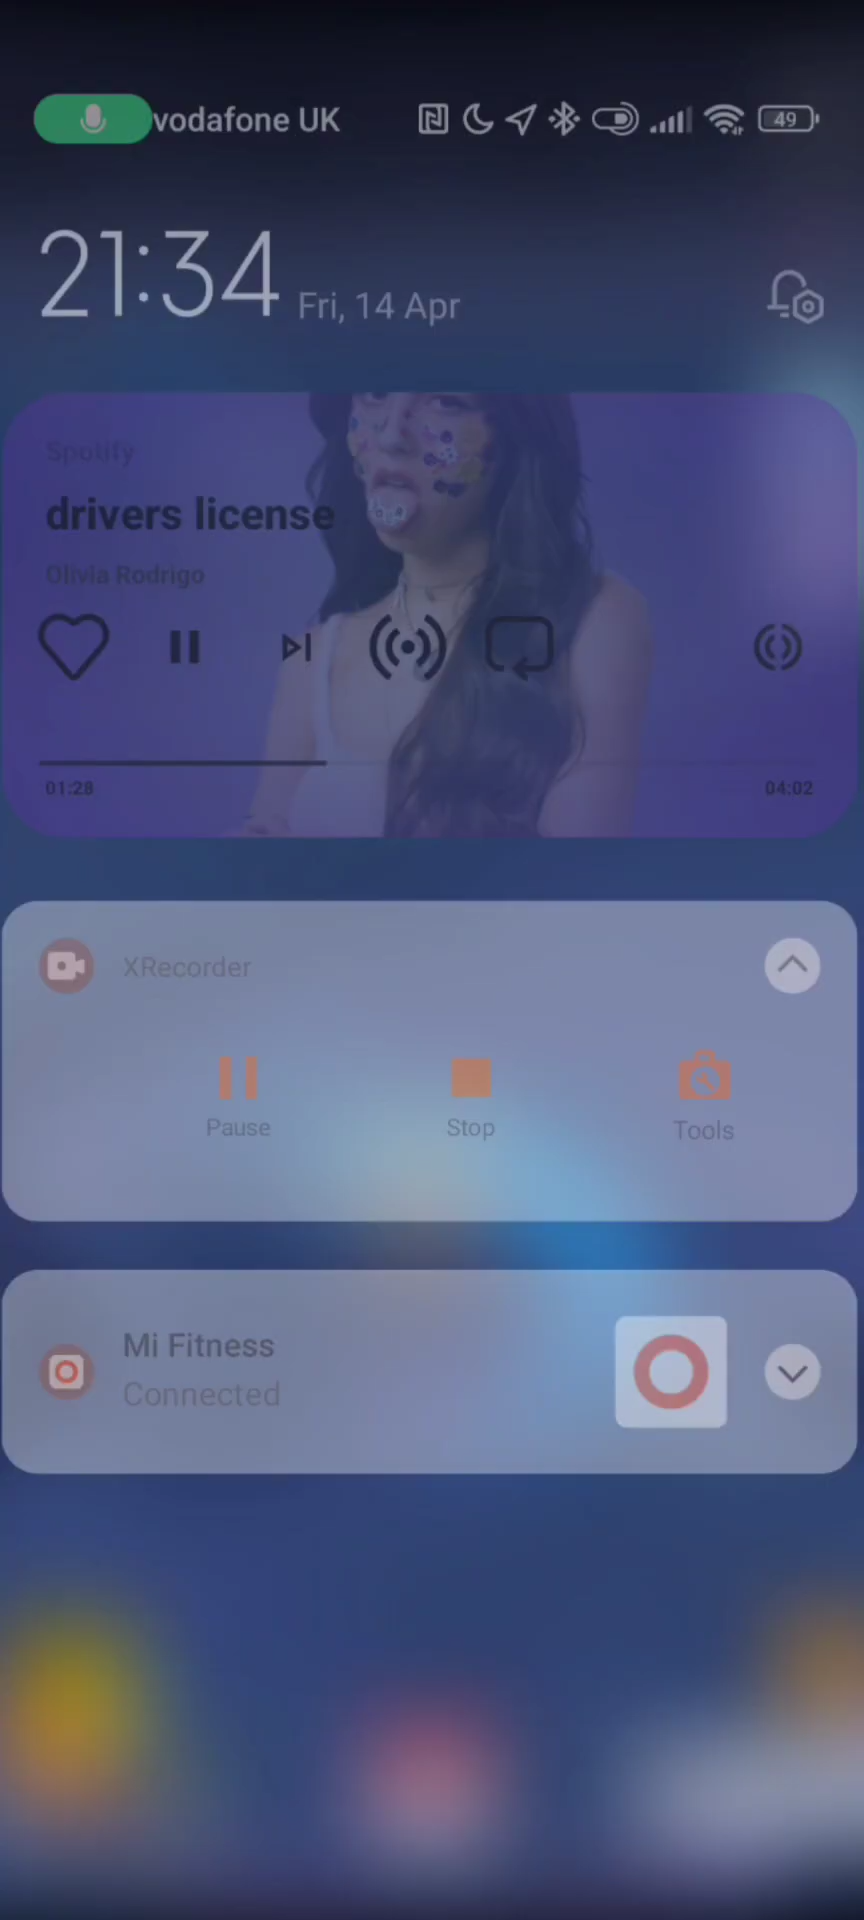 vodafone UK
49
21:34 Fri, 14 Apr
Spotify
drivers license
Olivia Rodrigo
01:28
04:02
XRecorder
Pause
Stop
Tools
Mi Fitness
Connected